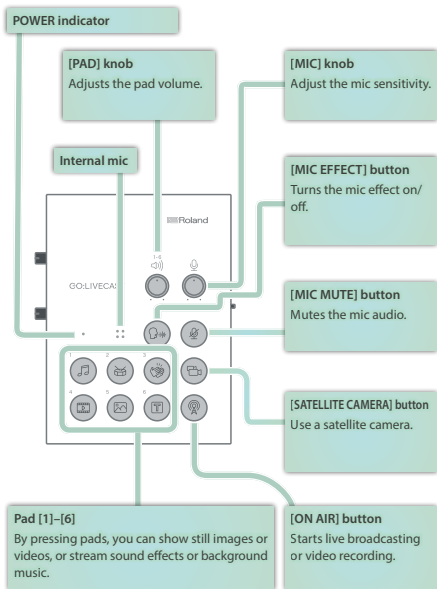 POWER indicator
[PAD] knob
Adjusts the pad volume.
[MIC] knob
Adjust the mic sensitivity.
Internal mic
[MIC EFFECT] button
Turns the mic effect on/
off.
Roland
1–6
GO:LIVECAS
[MIC MUTE] button
Mutes the mic audio.
1
2
3
4
5
6
T
[SATELLITE CAMERA] button
Use a satellite camera.
Pad [1]–[6]
By pressing pads, you can show still images or
videos, or stream sound effects or background
music.
[ON AIR] button
Starts live broadcasting
or video recording.